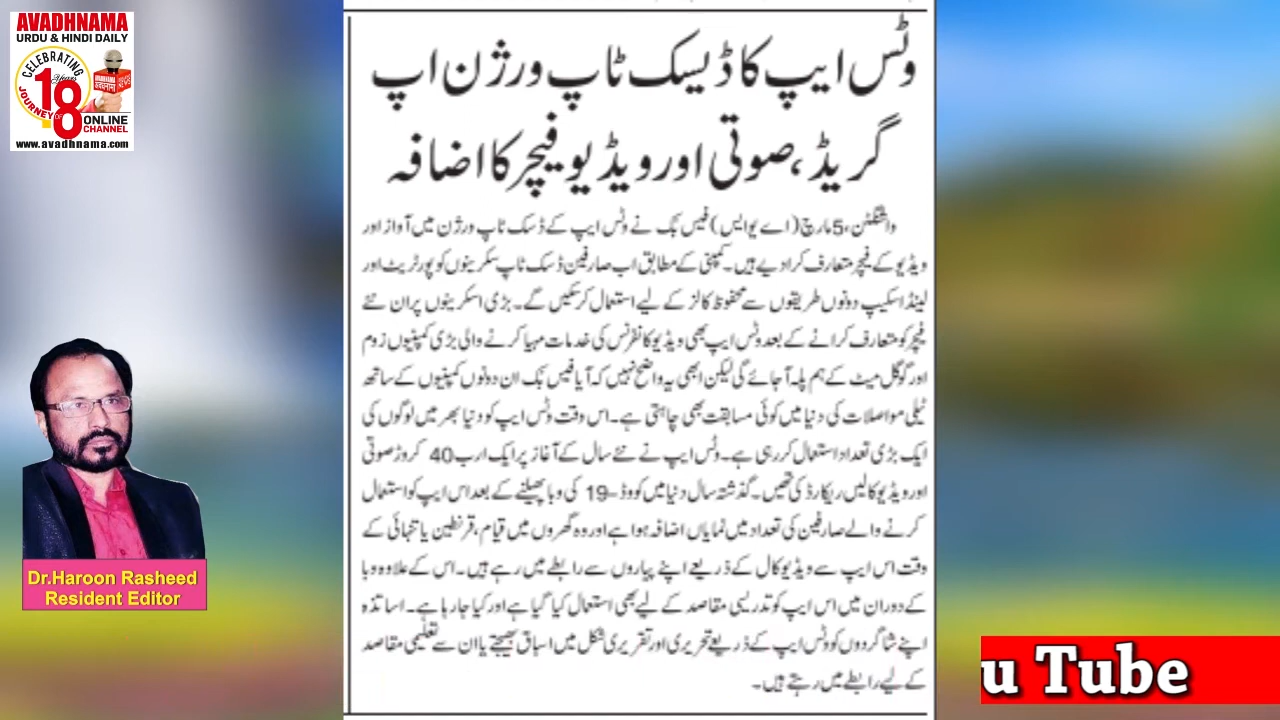 AVADHNAMA
URDU & HINDI DAILY
CELEBRATING
18 Years
JOURNEY OF
ONLINE
CHANNEL
www.avadhnama.com
وٹس ایپ کا ڈیسک ٹاپ ورژن اپ
گریڈ، صوتی اور ویڈیو فیچر کا اضافہ
واشنگٹن،5مارچ(اے یو ایس) فیس بک نے وٹس ایپ کے ڈسک ٹاپ ورژن میں آواز اور
ویڈیو کے فیچر متعارف کرا دیے ہیں۔ کمپنی کے مطابق اب صارفین ڈسک ٹاپ سکرینوں کو پورٹریٹ اور
لینڈ اسکیپ دونوں طریقوں سے محفوظ کالز کے لیے استعمال کر سکیں گے۔ بڑی اسکرینوں پر ان نئے
فیچر کو متعارف کرانے کے بعد وٹس ایپ بھی ویڈیو کانفرنس کی خدمات مہیا کرنے والی بڑی کمپنیوں زوم
اور گوگل میٹ کے ہم پلہ آ جائے گی لیکن ابھی یہ واضح نہیں کہ آیا فیس بک ان دونوں کمپنیوں کے ساتھ
ٹیلی مواصلات کی دنیا میں کوئی مسابقت بھی چاہتی ہے۔ اس وقت وٹس ایپ کو دنیا بھر میں لوگوں کی
ایک بڑی تعداد استعمال کر رہی ہے۔ وٹس ایپ نے نئے سال کے آغاز پر ایک ارب 40 کروڑ صوتی
اور ویڈیو کالیں ریکارڈ کی تھیں۔ گذشتہ سال دنیا میں کووڈ-19 کی وبا پھیلنے کے بعد اس ایپ کو استعمال
کرنے والے صارفین کی تعداد میں نمایاں اضافہ ہوا ہے اور وہ گھروں میں قیام، قرنطین یا تنہائی کے
وقت اس ایپ سے ویڈیو کال کے ذریعے اپنے پیاروں سے رابطے میں رہے ہیں۔ اس کے علاوہ وبا
کے دوران میں اس ایپ کو تدریسی مقاصد کے لیے بھی استعمال کیا گیا ہے اور کیا جا رہا ہے۔ اساتذہ
اپنے شاگردوں کو وٹس ایپ کے ذریعے تحریری اور تقریری شکل میں اسباق بھیجتے یا ان سے تعلیمی مقاصد
کے لیے رابطے میں رہتے ہیں۔
Dr.Haroon Rasheed
Resident Editor
u Tube